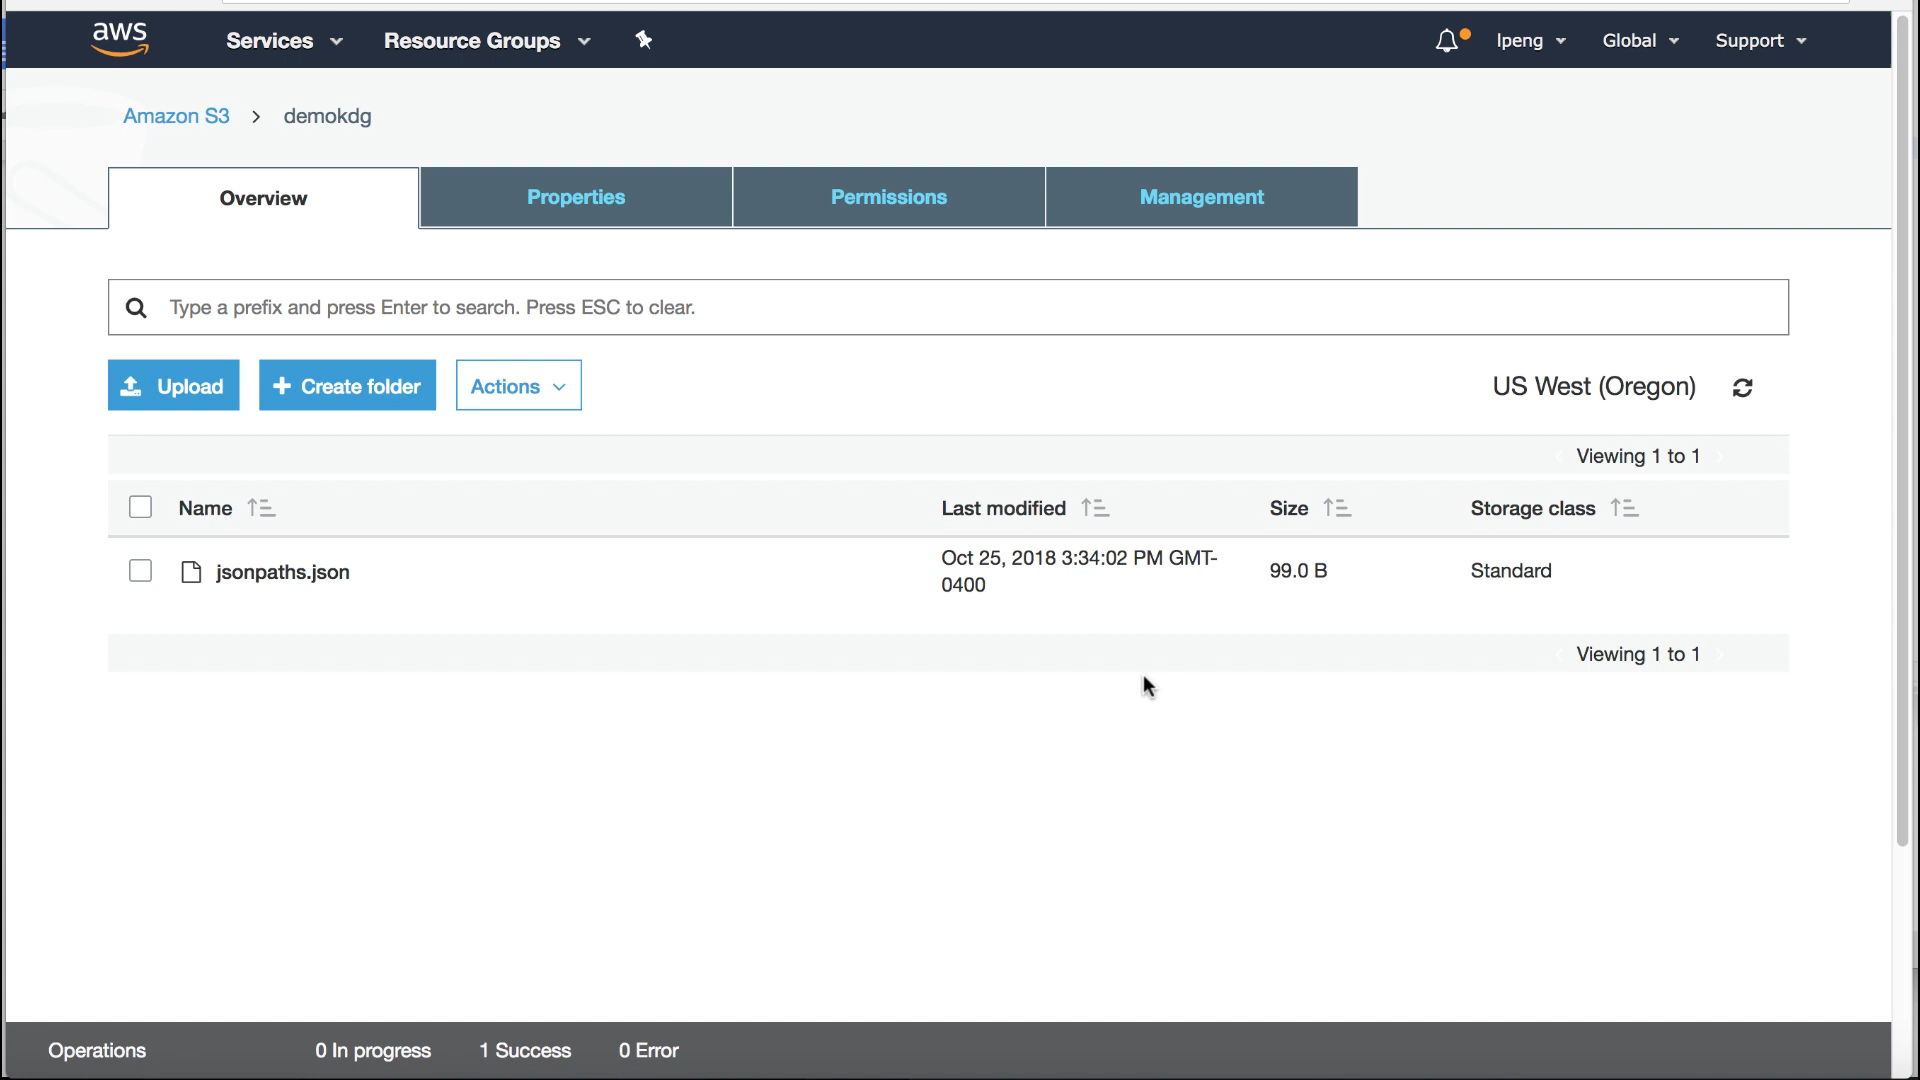 aws Services Resource Groups Ipeng Global Support
Amazon S3 > demokdg
Overview Properties Permissions Management
Type a prefix and press Enter to search. Press ESC to clear.
Upload + Create folder Actions US West (Oregon)
Viewing 1 to 1
Name Last modified Size Storage class
jsonpaths.json Oct 25, 2018 3:34:02 PM GMT-
0400 99.0 B Standard
Viewing 1 to 1
Operations 0 In progress 1 Success 0 Error